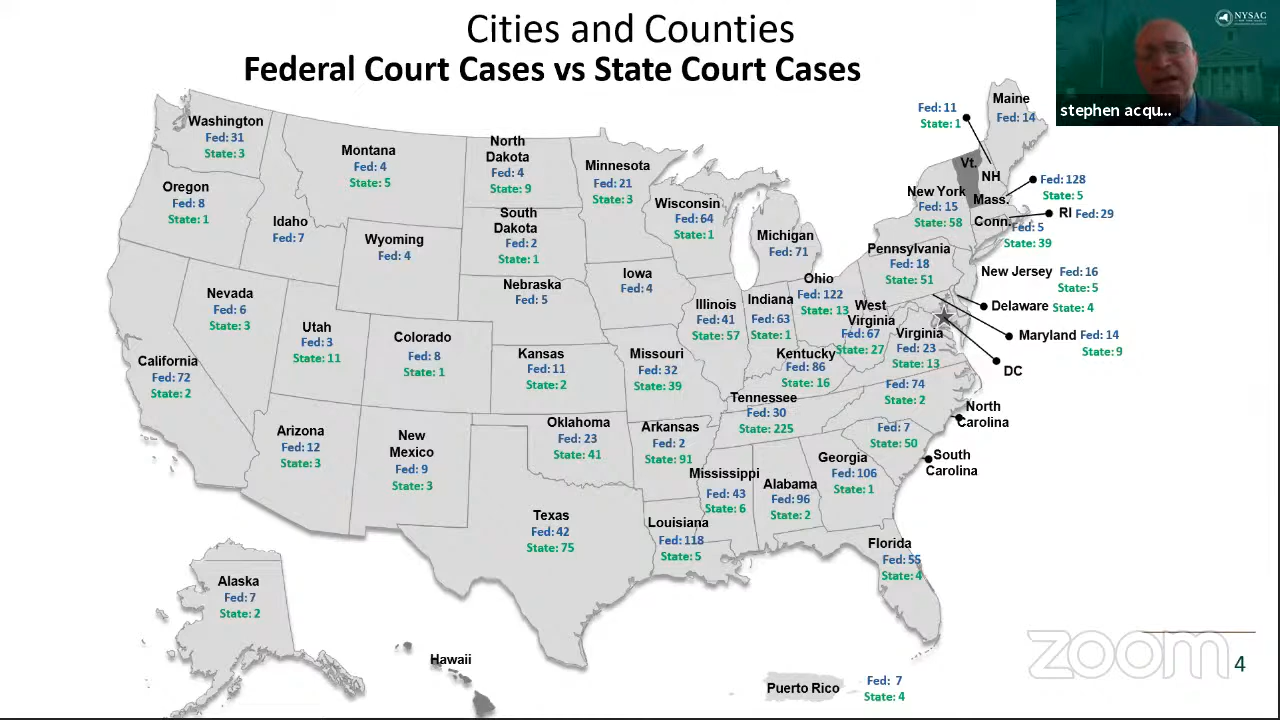 Cities and Counties
Federal Court Cases vs State Court Cases
NYSAC
stephen acqu...
Washington
Fed: 31
State: 3
Oregon
Fed: 8
State: 1
Idaho
Fed: 7
Montana
Fed: 4
State: 5
North
Dakota
Fed: 4
State: 9
Minnesota
Fed: 21
State: 3
South
Dakota
Fed: 2
State: 1
Wyoming
Fed: 4
Wisconsin
Fed: 64
State: 1
Michigan
Fed: 71
Fed: 11
State: 1
Maine
Fed: 14
Vt.
NH
Fed: 128
State: 5
Mass.
New York
Fed: 15
State: 58
Conn.
RI Fed: 29
Fed: 5
State: 39
Pennsylvania
Fed: 18
State: 51
New Jersey Fed: 16
State: 5
Delaware State: 4
Maryland Fed: 14
State: 9
DC
Nevada
Fed: 6
State: 3
Utah
Fed: 3
State: 11
California
Fed: 72
State: 2
Colorado
Fed: 8
State: 1
Nebraska
Fed: 5
Iowa
Fed: 4
Illinois
Fed: 41
State: 57
Indiana
Fed: 63
State: 1
Ohio
Fed: 122
State: 13
West
Virginia
Fed: 67
State: 27
Virginia
Fed: 23
State: 13
Kansas
Fed: 11
State: 2
Missouri
Fed: 32
State: 39
Kentucky
Fed: 86
State: 16
Fed: 74
State: 2
North
Carolina
Tennessee
Fed: 30
State: 225
Fed: 7
State: 50
South
Carolina
Arizona
Fed: 12
State: 3
New
Mexico
Fed: 9
State: 3
Oklahoma
Fed: 23
State: 41
Arkansas
Fed: 2
State: 91
Mississippi
Fed: 43
State: 6
Alabama
Fed: 96
State: 2
Georgia
Fed: 106
State: 1
Texas
Fed: 42
State: 75
Louisiana
Fed: 118
State: 5
Florida
Fed: 55
State: 4
Alaska
Fed: 7
State: 2
Hawaii
Puerto Rico
Fed: 7
State: 4
zoom
4